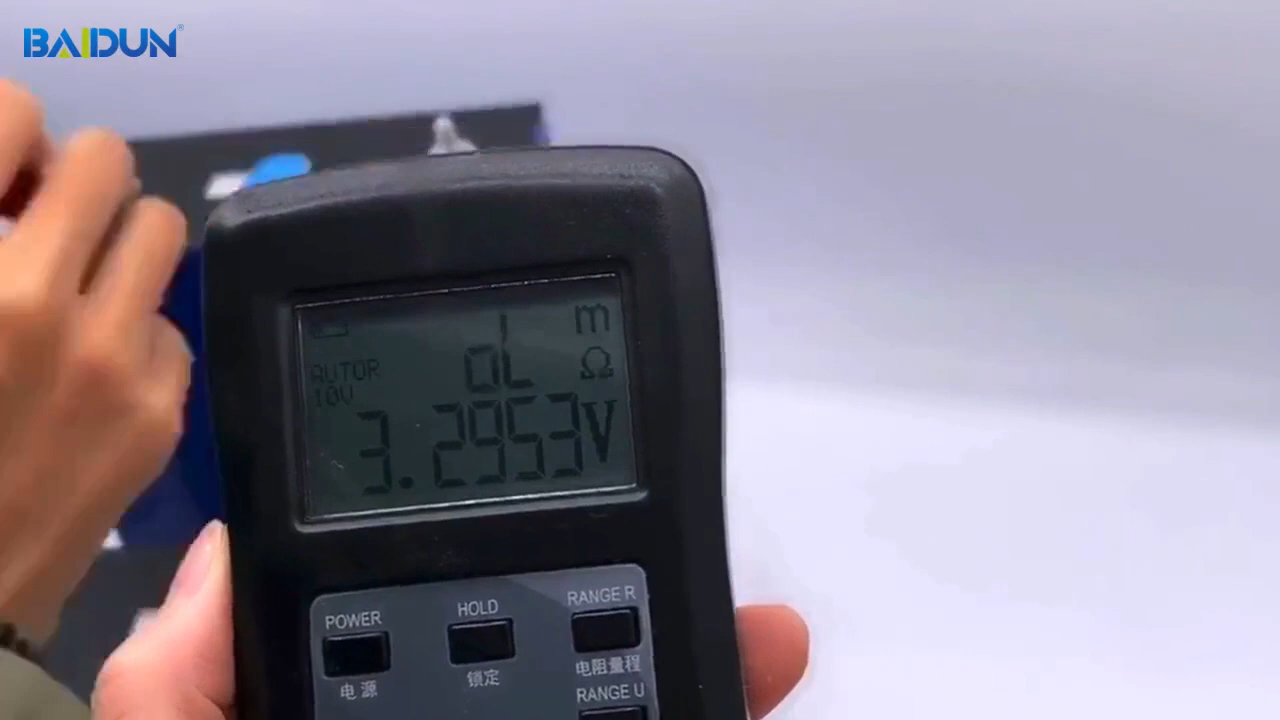 BAIDUN®
m
AUTOR
oL
Ω
10V
3.2953V
POWER
HOLD
RANGE R
电源
锁定
电阻量程
RANGE U